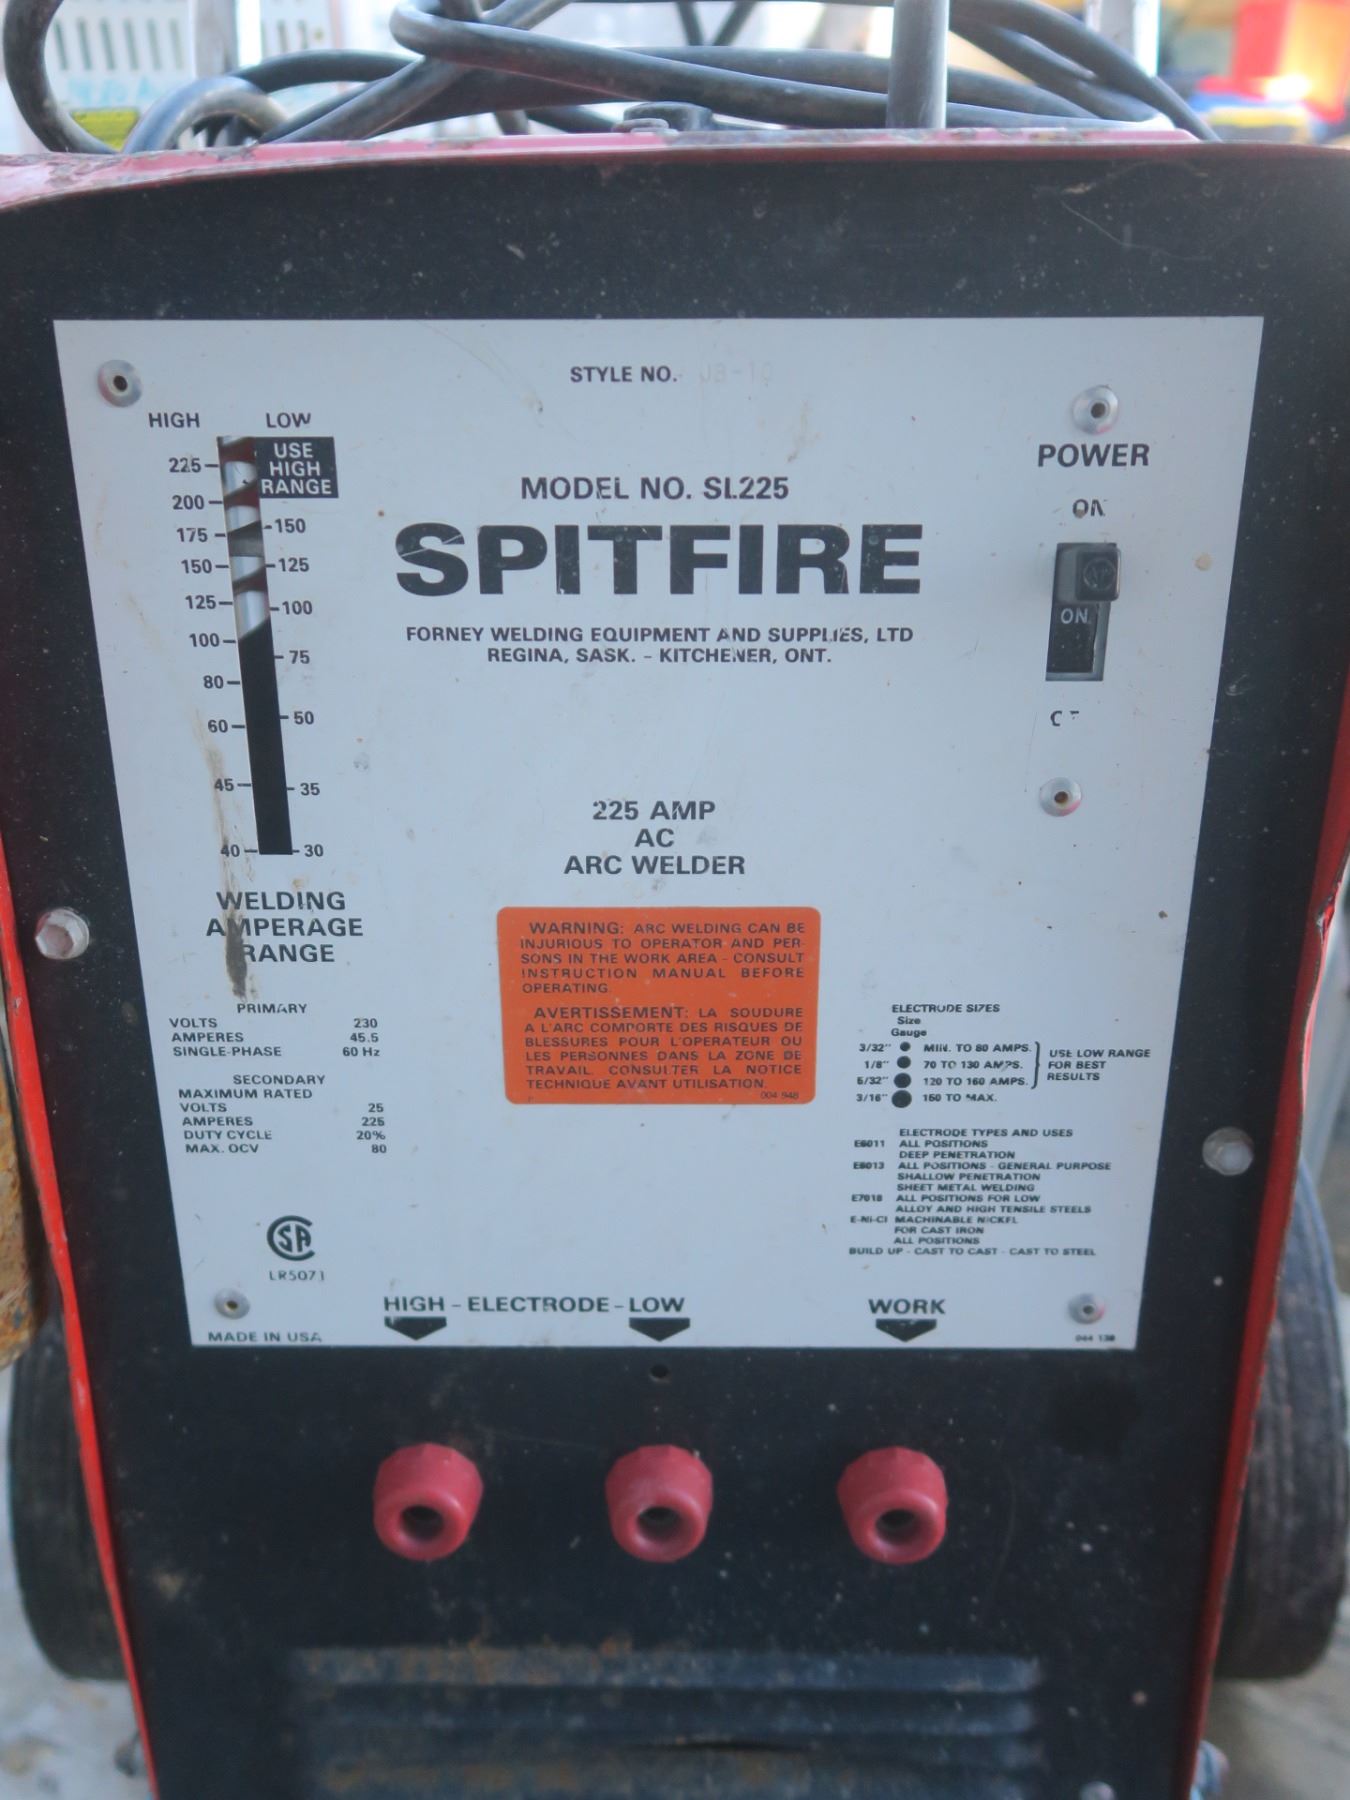 STYLE NO. JB-10
HIGH LOW
USE
HIGH
RANGE
225
200
175
150
125
100
80
60
45
40
150
125
100
75
50
35
30
WELDING
AMPERAGE
RANGE
MODEL NO. SL225
SPITFIRE
FORNEY WELDING EQUIPMENT AND SUPPLIES, LTD
REGINA, SASK. - KITCHENER, ONT.
225 AMP
AC
ARC WELDER
POWER
ON
ON
PRIMARY
VOLTS 230
AMPERES 45.5
SINGLE-PHASE 60 Hz
SECONDARY
MAXIMUM RATED
VOLTS 25
AMPERES 225
DUTY CYCLE 20%
MAX. OCV 80
WARNING: ARC WELDING CAN BE
INJURIOUS TO OPERATOR AND PER-
SONS IN THE WORK AREA - CONSULT
INSTRUCTION MANUAL BEFORE
OPERATING.
AVERTISSEMENT: LA SOUDURE
A L'ARC COMPORTE DES RISQUES DE
BLESSURES POUR L'OPERATEUR OU
LES PERSONNES DANS LA ZONE DE
TRAVAIL. CONSULTER LA NOTICE
TECHNIQUE AVANT UTILISATION.
004 948
ELECTRODE SIZES
Size
Gauge
3/32" MIN. TO 80 AMPS.
1/8" 70 TO 130 AMPS.
5/32" 120 TO 160 AMPS.
3/16" 150 TO MAX.
USE LOW RANGE
FOR BEST
RESULTS
ELECTRODE TYPES AND USES
E6011 ALL POSITIONS
DEEP PENETRATION
E6013 ALL POSITIONS - GENERAL PURPOSE
SHALLOW PENETRATION
SHEET METAL WELDING
E7018 ALL POSITIONS FOR LOW
ALLOY AND HIGH TENSILE STEELS
E-Ni-Cl MACHINABLE NICKEL
FOR CAST IRON
ALL POSITIONS
BUILD UP - CAST TO CAST - CAST TO STEEL
SA
LR5071
HIGH - ELECTRODE - LOW
WORK
MADE IN USA
044 138